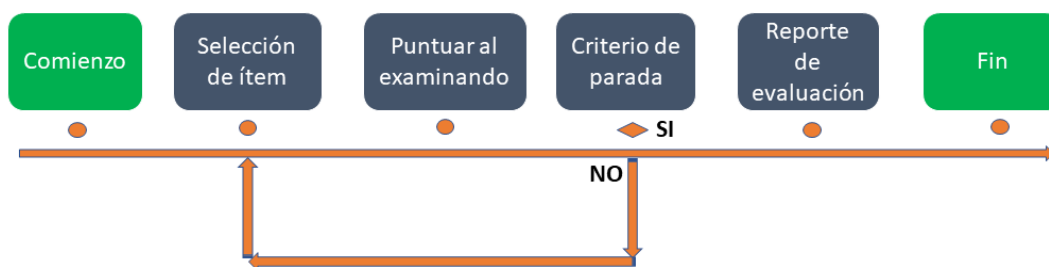 Comienzo
Selección
de ítem
Puntuar al
examinando
Criterio de
parada
Reporte
de
evaluación
Fin
SI
NO